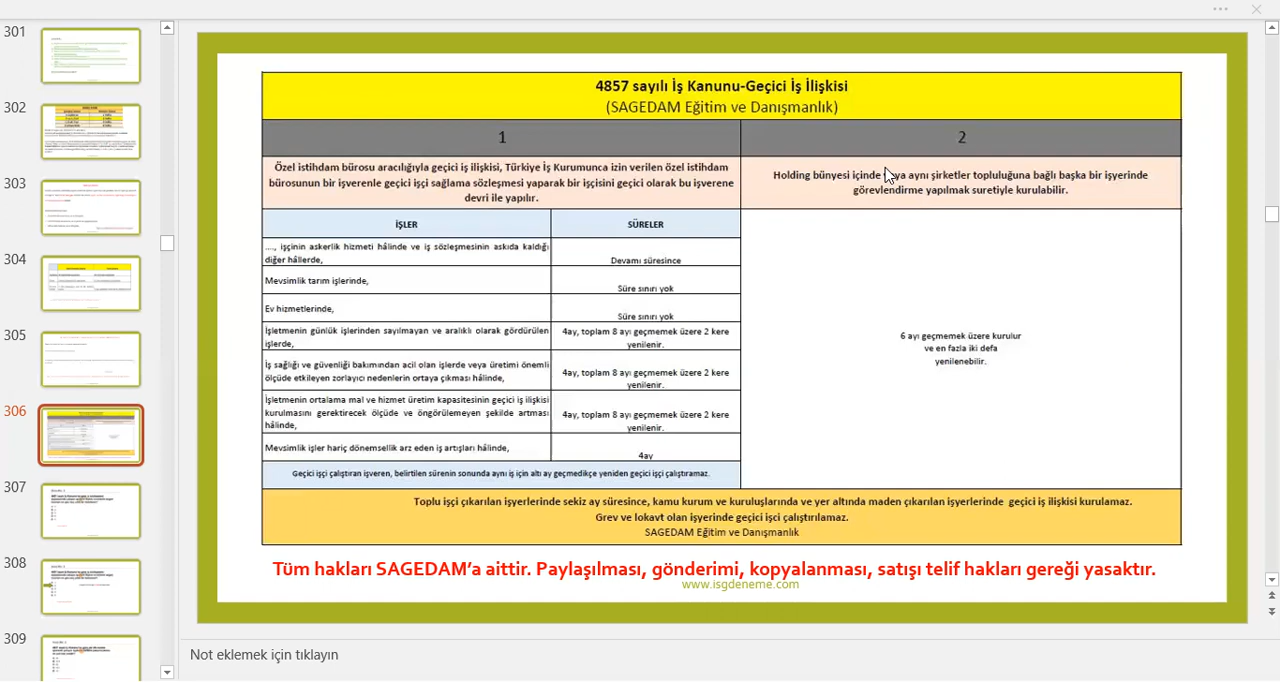 301
302
303
304
305
306
307
308
309
4857 sayılı İş Kanunu-Geçici İş İlişkisi
(SAGEDAM Eğitim ve Danışmanlık)
1
2
Özel istihdam bürosu aracılığıyla geçici iş ilişkisi, Türkiye İş Kurumunca izin verilen özel istihdam
bürosunun bir işverenle geçici işçi sağlama sözleşmesi yaparak bir işçisini geçici olarak bu işverene
devri ile yapılır.
Holding bünyesi içinde veya aynı şirketler topluluğuna bağlı başka bir işyerinde
görevlendirme yapılmak suretiyle kurulabilir.
İŞLER
SÜRELER
...., işçinin askerlik hizmeti hâlinde ve iş sözleşmesinin askıda kaldığı
diğer hâllerde,
Devamı süresince
Mevsimlik tarım işlerinde,
Süre sınırı yok
Ev hizmetlerinde,
Süre sınırı yok
İşletmenin günlük işlerinden sayılmayan ve aralıklı olarak gördürülen
işlerde,
4ay, toplam 8 ayı geçmemek üzere 2 kere
yenilenir.
İş sağlığı ve güvenliği bakımından acil olan işlerde veya üretimi önemli
ölçüde etkileyen zorlayıcı nedenlerin ortaya çıkması hâlinde,
4ay, toplam 8 ayı geçmemek üzere 2 kere
yenilenir.
İşletmenin ortalama mal ve hizmet üretim kapasitesinin geçici iş ilişkisi
kurulmasını gerektirecek ölçüde ve öngörülemeyen şekilde artması
hâlinde,
4ay, toplam 8 ayı geçmemek üzere 2 kere
yenilenir.
Mevsimlik işler hariç dönemsellik arz eden iş artışları hâlinde,
4ay
Geçici işçi çalıştıran işveren, belirtilen sürenin sonunda aynı iş için altı ay geçmedikçe yeniden geçici işçi çalıştıramaz.
6 ayı geçmemek üzere kurulur
ve en fazla iki defa
yenilenebilir.
Toplu işçi çıkarılan işyerlerinde sekiz ay süresince, kamu kurum ve kuruluşlarında ve yer altında maden çıkarılan işyerlerinde geçici iş ilişkisi kurulamaz.
Grev ve lokavt olan işyerinde geçici işci çalıştırılamaz.
SAGEDAM Eğitim ve Danışmanlık
Tüm hakları SAGEDAM'a aittir. Paylaşılması, gönderimi, kopyalanması, satışı telif hakları gereği yasaktır.
www.isgdeneme.com
Not eklemek için tıklayın